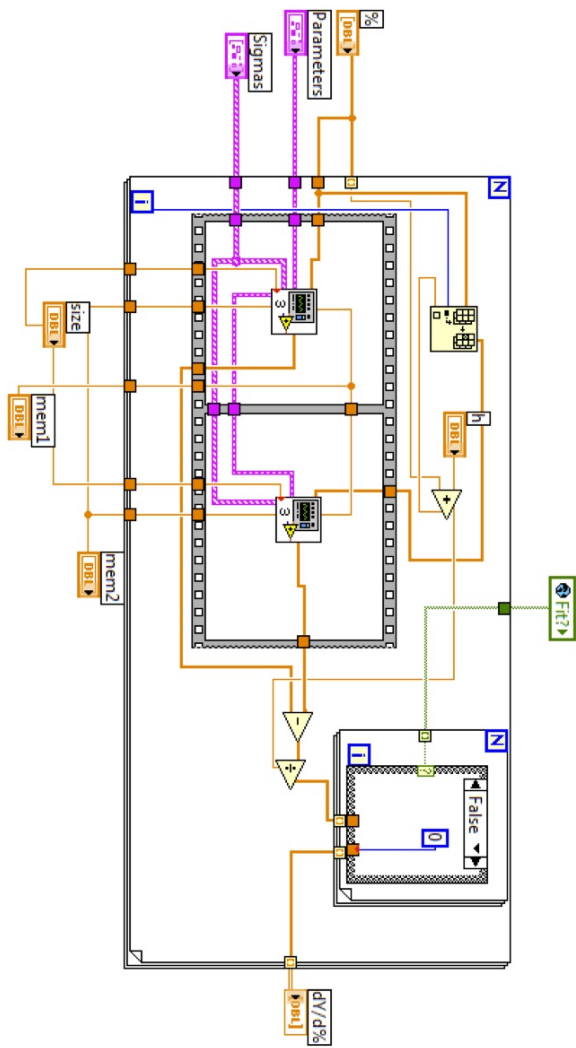 Fit?
%
[DBL]
Parameters
Sigmas
N
i
h
DBL
+
ω
+
ω
+
size
DBL
mem1
DBL
mem2
DBL
-
÷
N
i
?
False
0
dY/d%
DBL]